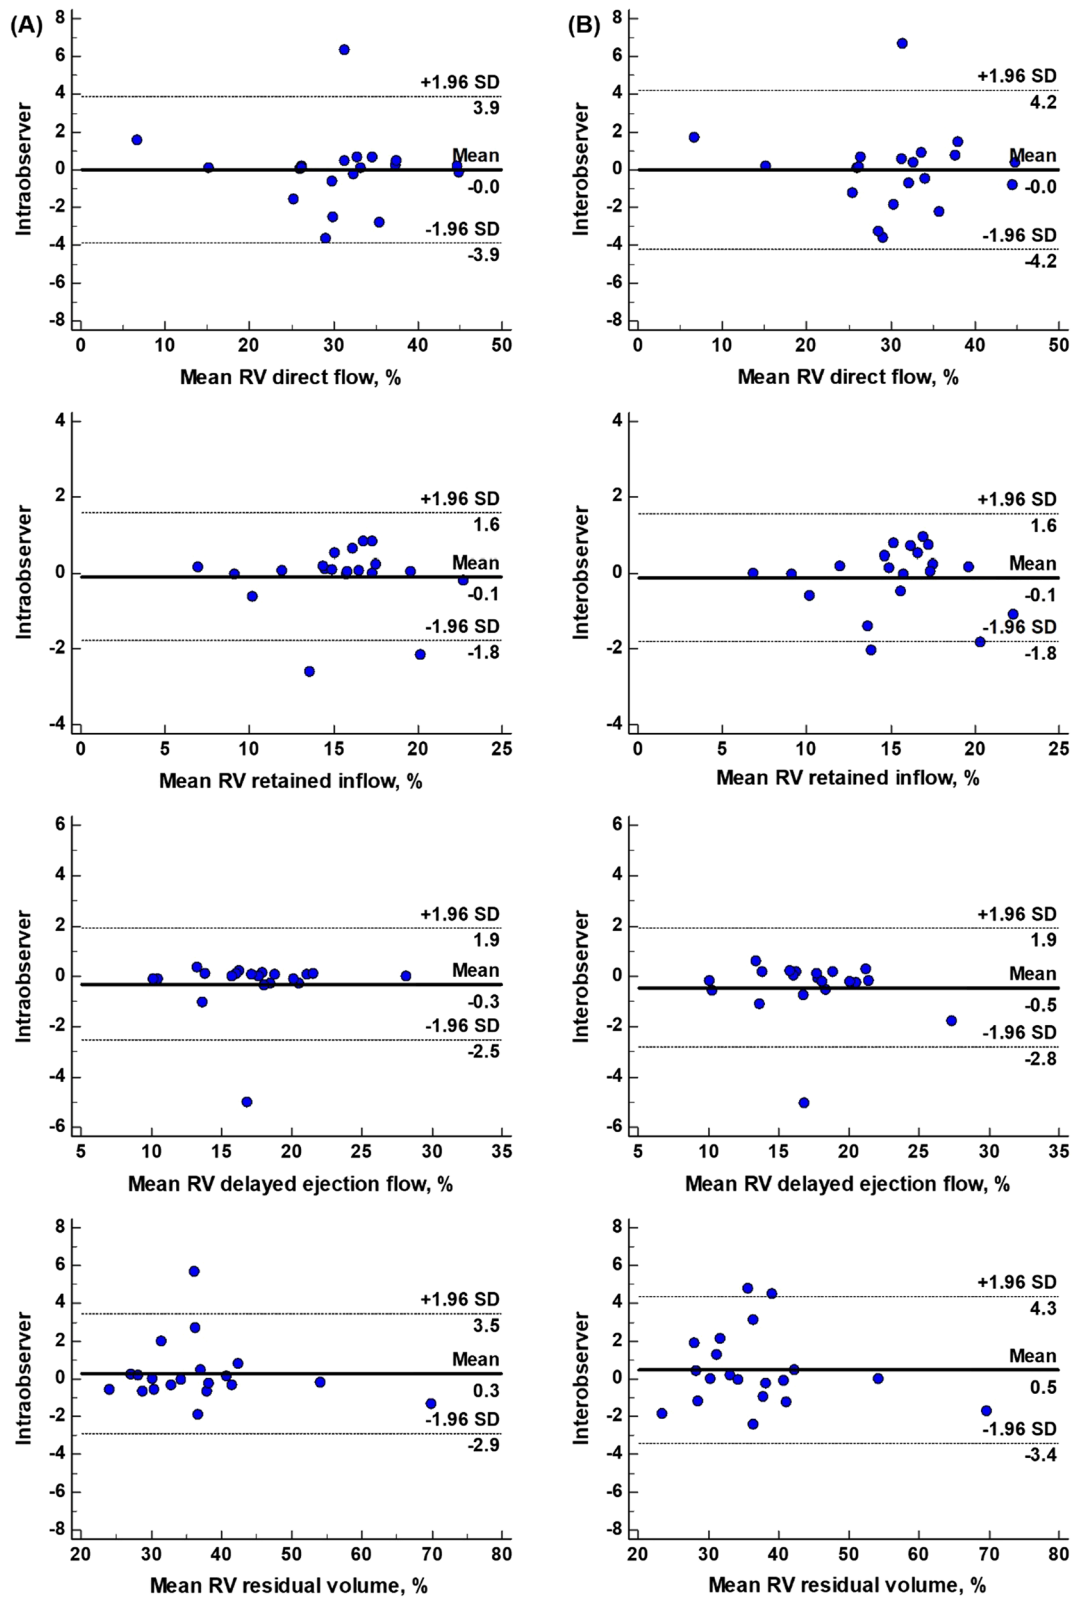 (A) (B)
8 6 4 2 0 -2 -4 -6 -8
Intraobserver
+1.96 SD
3.9
Mean
-0.0
-1.96 SD
-3.9
0 10 20 30 40 50
Mean RV direct flow, %
8 6 4 2 0 -2 -4 -6 -8
Interobserver
+1.96 SD
4.2
Mean
-0.0
-1.96 SD
-4.2
0 10 20 30 40 50
Mean RV direct flow, %
4 2 0 -2 -4
Intraobserver
+1.96 SD
1.6
Mean
-0.1
-1.96 SD
-1.8
0 5 10 15 20 25
Mean RV retained inflow, %
4 2 0 -2 -4
Interobserver
+1.96 SD
1.6
Mean
-0.1
-1.96 SD
-1.8
0 5 10 15 20 25
Mean RV retained inflow, %
6 4 2 0 -2 -4 -6
Intraobserver
+1.96 SD
1.9
Mean
-0.3
-1.96 SD
-2.5
5 10 15 20 25 30 35
Mean RV delayed ejection flow, %
6 4 2 0 -2 -4 -6
Interobserver
+1.96 SD
1.9
Mean
-0.5
-1.96 SD
-2.8
5 10 15 20 25 30 35
Mean RV delayed ejection flow, %
8 6 4 2 0 -2 -4 -6 -8
Intraobserver
+1.96 SD
3.5
Mean
0.3
-1.96 SD
-2.9
20 30 40 50 60 70 80
Mean RV residual volume, %
8 6 4 2 0 -2 -4 -6 -8
Interobserver
+1.96 SD
4.3
Mean
0.5
-1.96 SD
-3.4
20 30 40 50 60 70 80
Mean RV residual volume, %